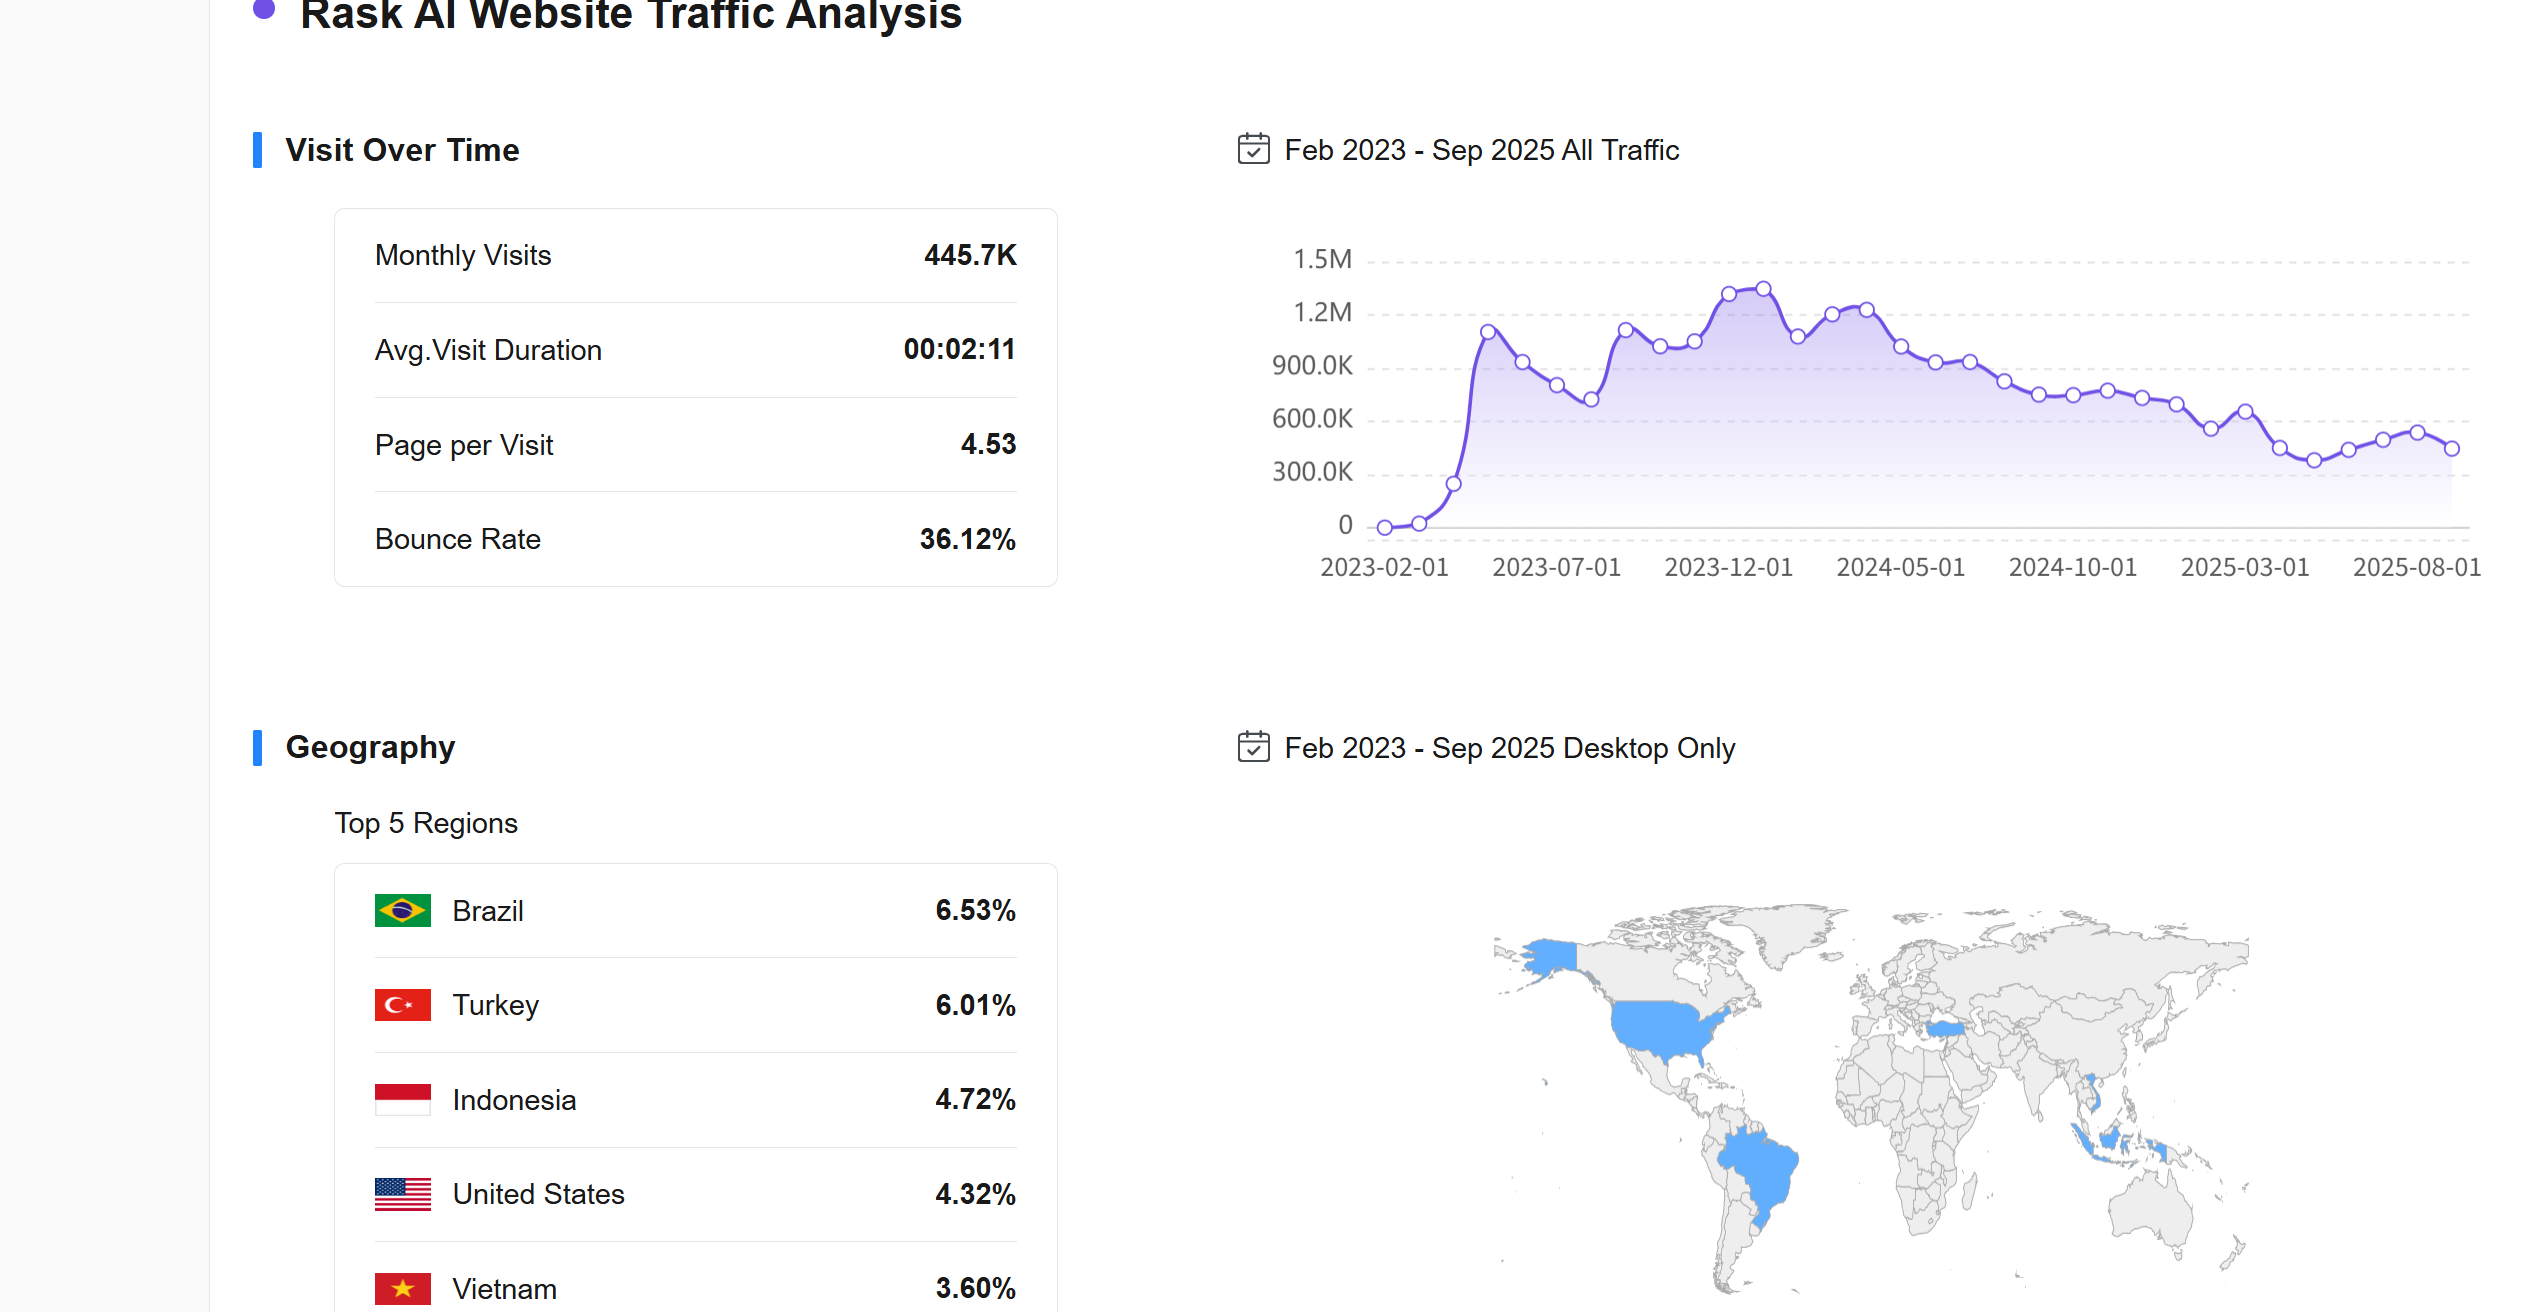 Rask AI Website Traffic Analysis
Visit Over Time
Monthly Visits 445.7K
Avg.Visit Duration 00:02:11
Page per Visit 4.53
Bounce Rate 36.12%
Feb 2023 - Sep 2025 All Traffic
1.5M
1.2M
900.0K
600.0K
300.0K
0
2023-02-01 2023-07-01 2023-12-01 2024-05-01 2024-10-01 2025-03-01 2025-08-01
Geography
Top 5 Regions
Brazil 6.53%
Turkey 6.01%
Indonesia 4.72%
United States 4.32%
Vietnam 3.60%
Feb 2023 - Sep 2025 Desktop Only